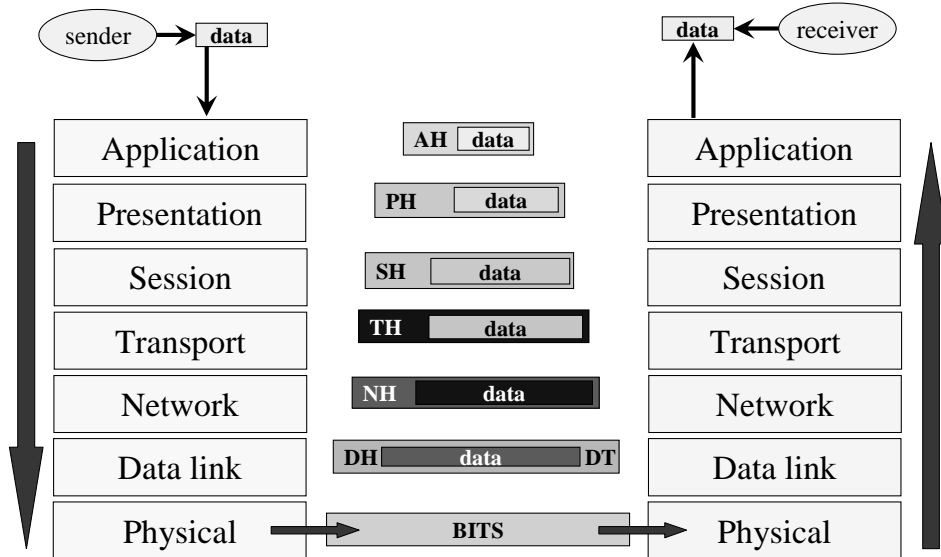 sender
data
data
receiver
Application
AH data
Application
Presentation
PH data
Presentation
Session
SH data
Session
Transport
TH data
Transport
Network
NH data
Network
Data link
DH data DT
Data link
Physical
BITS
Physical